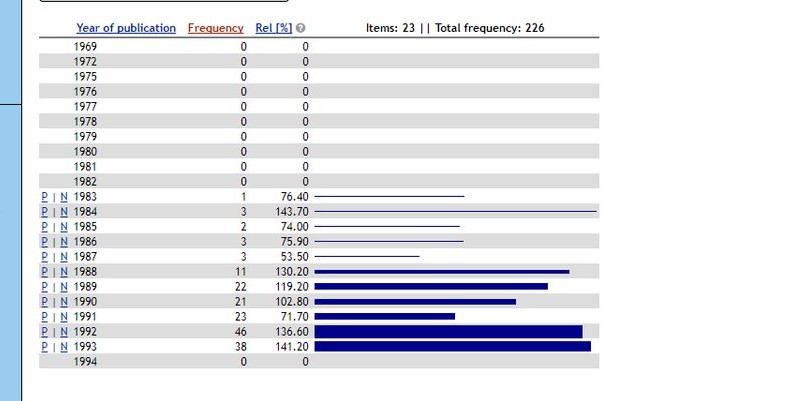 Year of publication Frequency Rel [%] ? Items: 23 || Total frequency: 226
1969 0 0
1972 0 0
1975 0 0
1976 0 0
1977 0 0
1978 0 0
1979 0 0
1980 0 0
1981 0 0
1982 0 0
P | N 1983 1 76.40
P | N 1984 3 143.70
P | N 1985 2 74.00
P | N 1986 3 75.90
P | N 1987 3 53.50
P | N 1988 11 130.20
P | N 1989 22 119.20
P | N 1990 21 102.80
P | N 1991 23 71.70
P | N 1992 46 136.60
P | N 1993 38 141.20
1994 0 0